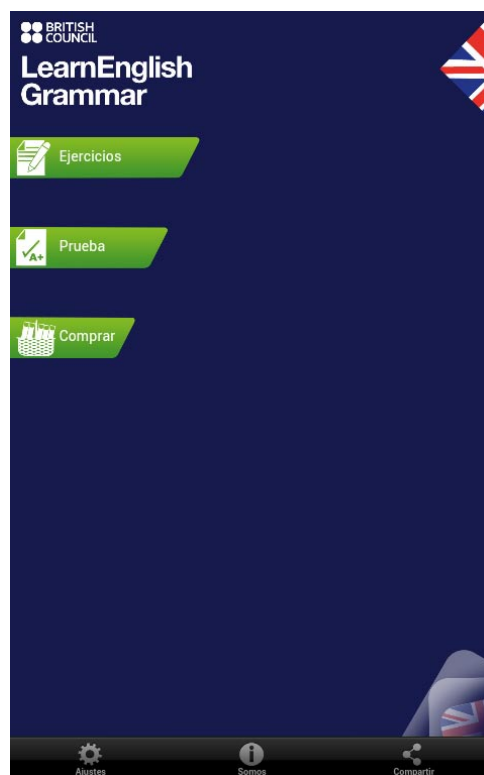 BRITISH
COUNCIL
LearnEnglish
Grammar
Ejercicios
A+
Prueba
Comprar
Ajustes
Somos
Compartir